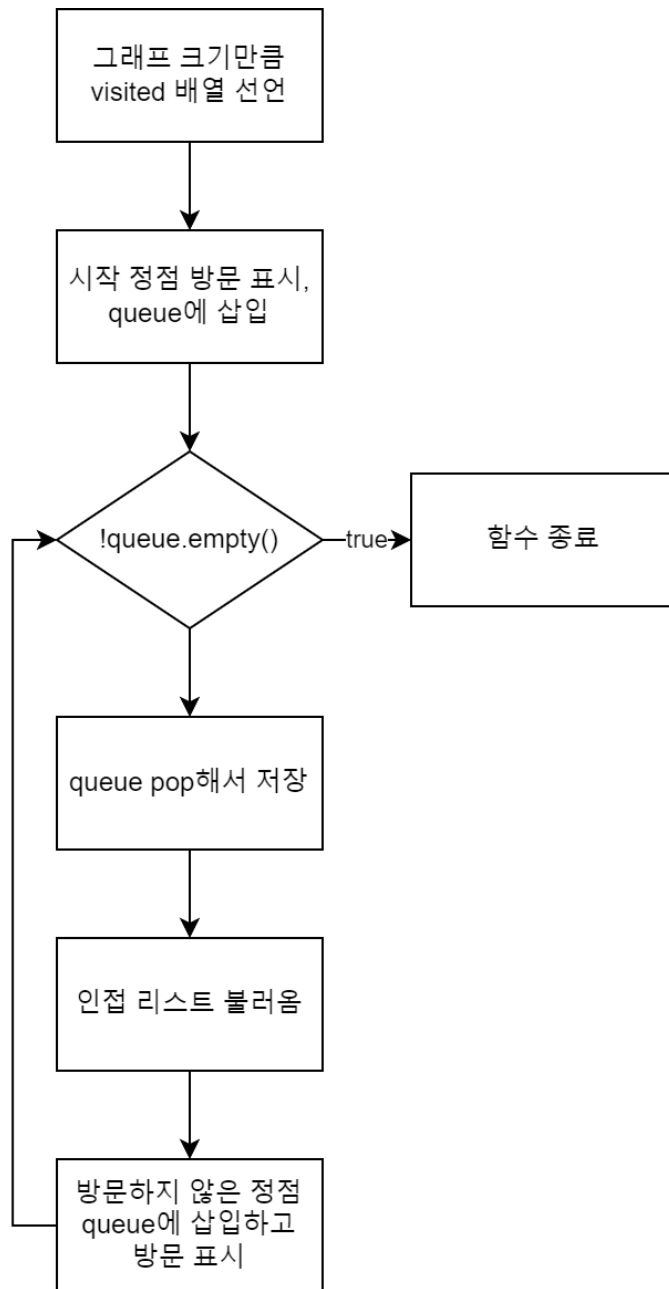 그래프 크기만큼
visited 배열 선언
시작 정점 방문 표시,
queue에 삽입
!queue.empty()
true
함수 종료
queue pop해서 저장
인접 리스트 불러옴
방문하지 않은 정점
queue에 삽입하고
방문 표시